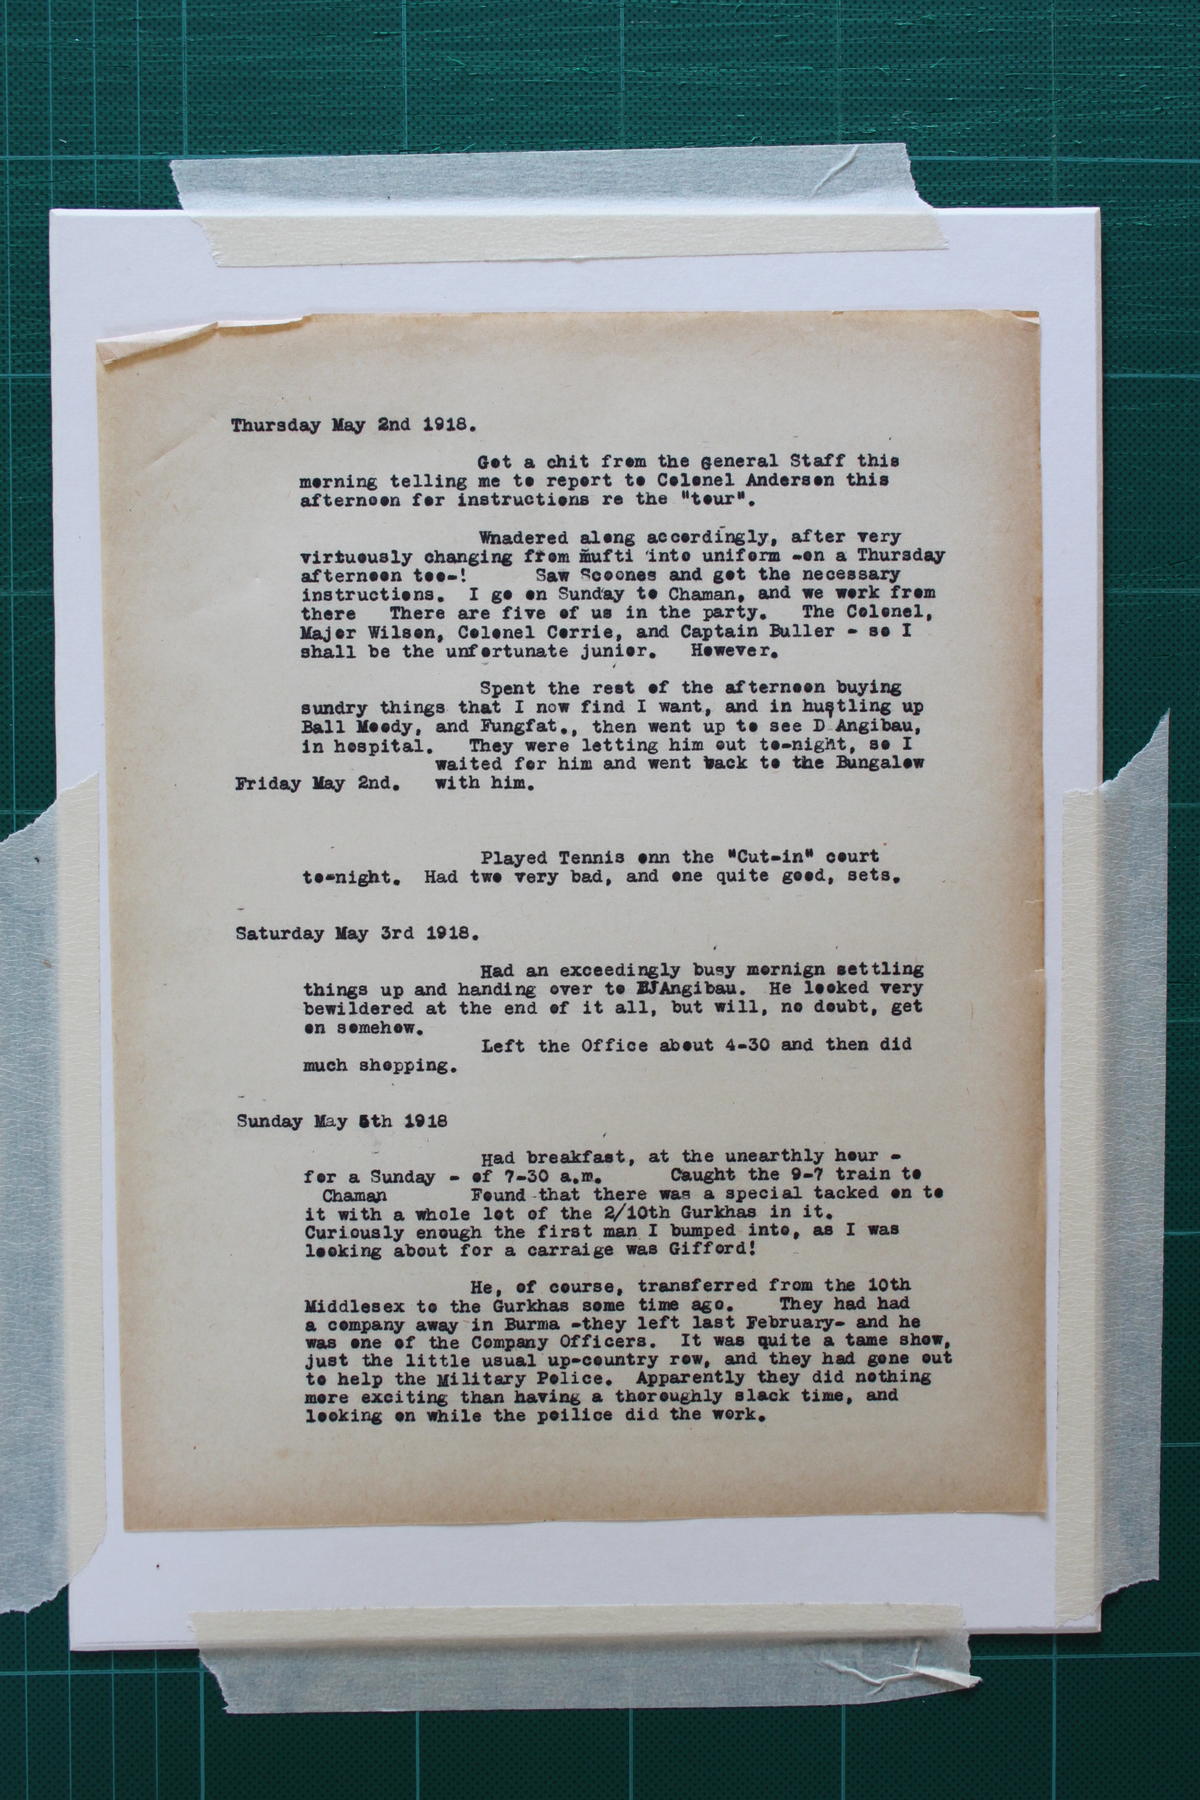 Thursday May 2nd 1918.
Got a chit from the General Staff this
morning telling me to report to Colonel Anderson this
afternoon for instructions re the "tour".
Wnadered along accordingly, after very
virtuously changing from mufti into uniform -on a Thursday
afternoon too-! Saw Scoones and got the necessary
instructions. I go on Sunday to Chaman, and we work from
there There are five of us in the party. The Colonel,
Major Wilson, Colonel Corrie, and Captain Buller - so I
shall be the unfortunate junior. However.
Spent the rest of the afternoon buying
sundry things that I now find I want, and in hustling up
Ball Moody, and Fungfat., then went up to see D Angibau,
in hospital. They were letting him out to-night, so I
waited for him and went back to the Bungalow
Friday May 2nd. with him.
Played Tennis onn the "Cut-in" court
to-night. Had two very bad, and one quite good, sets.
Saturday May 3rd 1918.
Had an exceedingly busy mornign settling
things up and handing over to Angibau. He looked very
bewildered at the end of it all, but will, no doubt, get
on somehow.
Left the Office about 4-30 and then did
much shopping.
Sunday May 5th 1918
Had breakfast, at the unearthly hour -
for a Sunday - of 7-30 a.m. Caught the 9-7 train to
Chaman Found that there was a special tacked on to
it with a whole lot of the 2/10th Gurkhas in it.
Curiously enough the first man I bumped into, as I was
looking about for a carraige was Gifford!
He, of course, transferred from the 10th
Middlesex to the Gurkhas some time ago. They had had
a company away in Burma -they left last February- and he
was one of the Company Officers. It was quite a tame show,
just the little usual up-country row, and they had gone out
to help the Military Police. Apparently they did nothing
more exciting than having a thoroughly slack time, and
looking on while the poilice did the work.